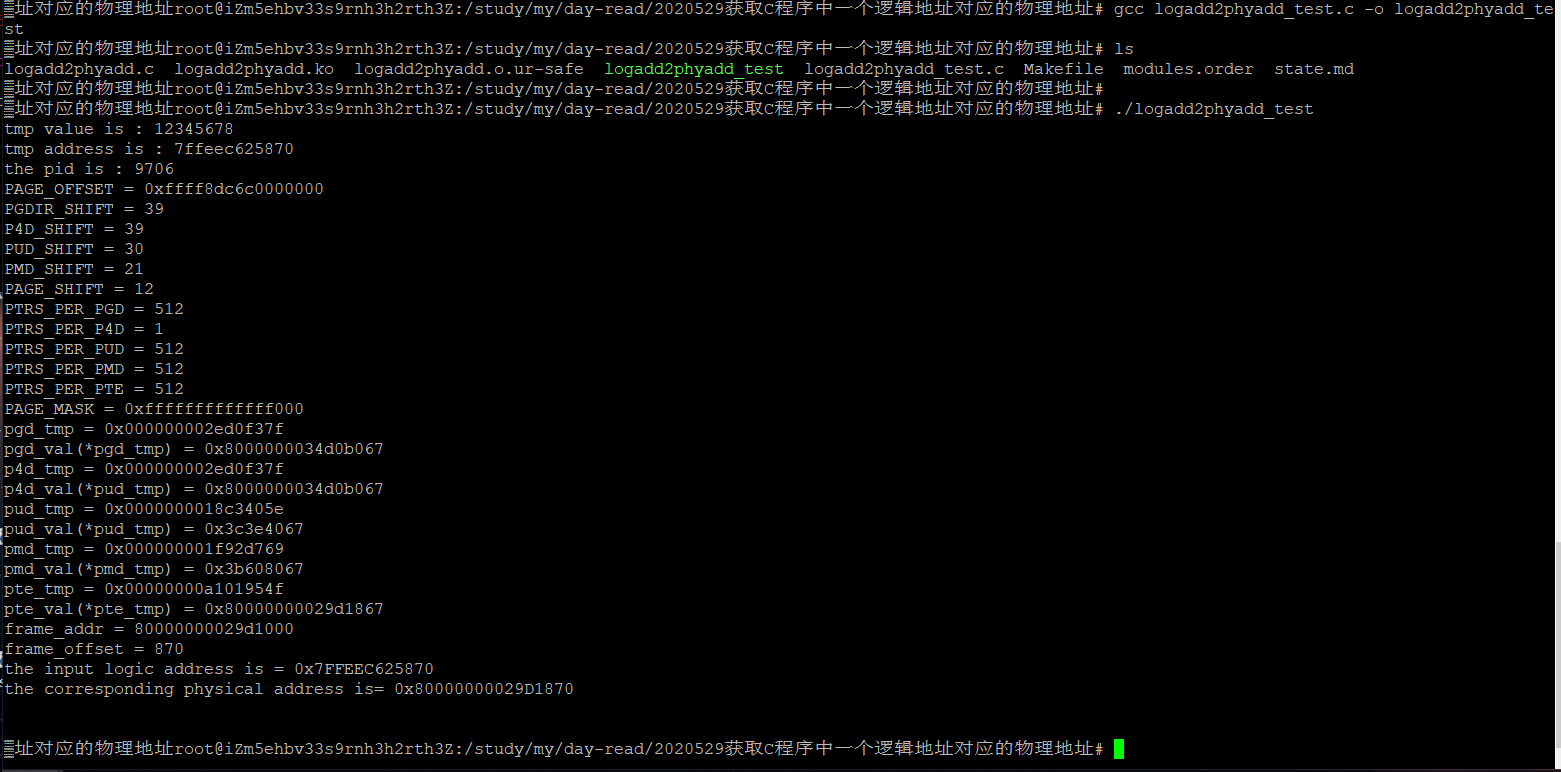 址对应的物理地址root@iZm5ehbv33s9rnh3h2rth3Z:/study/my/day-read/2020529获取C程序中一个逻辑地址对应的物理地址# gcc logadd2phyadd_test.c -o logadd2phyadd_te
st
址对应的物理地址root@iZm5ehbv33s9rnh3h2rth3Z:/study/my/day-read/2020529获取C程序中一个逻辑地址对应的物理地址# ls
logadd2phyadd.c  logadd2phyadd.ko  logadd2phyadd.o.ur-safe  logadd2phyadd_test  logadd2phyadd_test.c  Makefile  modules.order  state.md
址对应的物理地址root@iZm5ehbv33s9rnh3h2rth3Z:/study/my/day-read/2020529获取C程序中一个逻辑地址对应的物理地址#
址对应的物理地址root@iZm5ehbv33s9rnh3h2rth3Z:/study/my/day-read/2020529获取C程序中一个逻辑地址对应的物理地址# ./logadd2phyadd_test
tmp value is : 12345678
tmp address is : 7ffeec625870
the pid is : 9706
PAGE_OFFSET = 0xffff8dc6c0000000
PGDIR_SHIFT = 39
P4D_SHIFT = 39
PUD_SHIFT = 30
PMD_SHIFT = 21
PAGE_SHIFT = 12
PTRS_PER_PGD = 512
PTRS_PER_P4D = 1
PTRS_PER_PUD = 512
PTRS_PER_PMD = 512
PTRS_PER_PTE = 512
PAGE_MASK = 0xfffffffffffff000
pgd_tmp = 0x000000002ed0f37f
pgd_val(*pgd_tmp) = 0x8000000034d0b067
p4d_tmp = 0x000000002ed0f37f
p4d_val(*pud_tmp) = 0x8000000034d0b067
pud_tmp = 0x0000000018c3405e
pud_val(*pud_tmp) = 0x3c3e4067
pmd_tmp = 0x000000001f92d769
pmd_val(*pmd_tmp) = 0x3b608067
pte_tmp = 0x00000000a101954f
pte_val(*pte_tmp) = 0x80000000029d1867
frame_addr = 80000000029d1000
frame_offset = 870
the input logic address is = 0x7FFEEC625870
the corresponding physical address is= 0x80000000029D1870
址对应的物理地址root@iZm5ehbv33s9rnh3h2rth3Z:/study/my/day-read/2020529获取C程序中一个逻辑地址对应的物理地址#